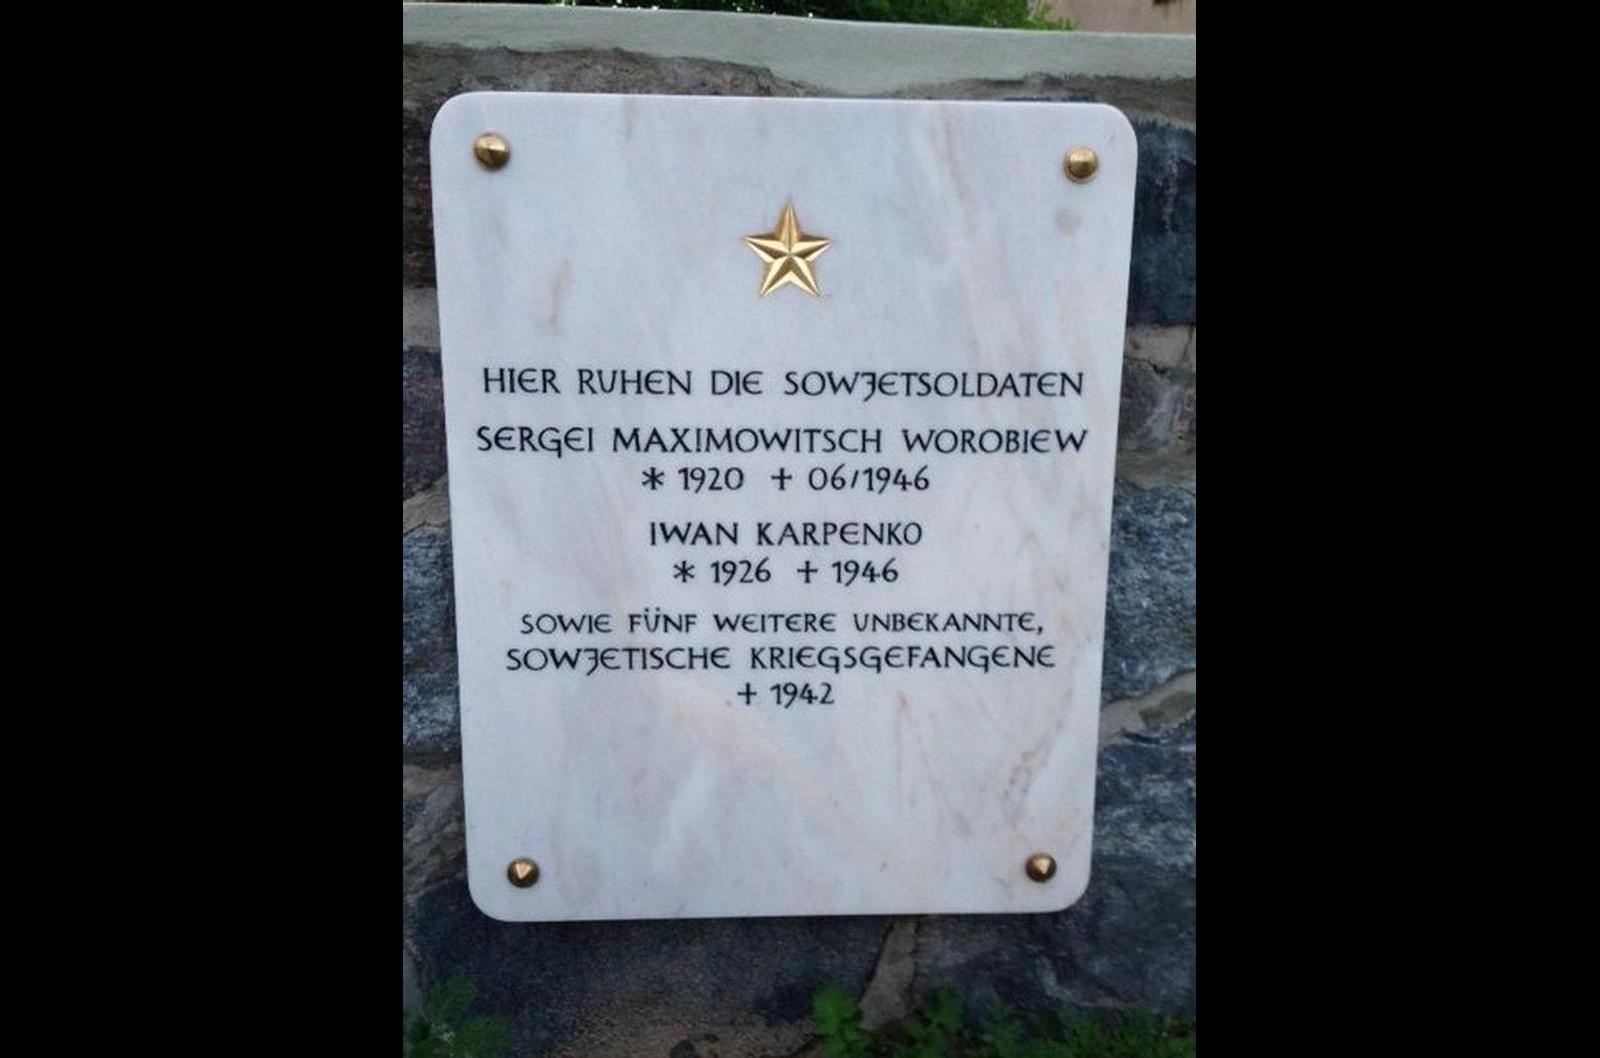 HIER RUHEN DIE SOWJETSOLDATEN
SERGEI MAXIMOWITSCH WOROBIEW
* 1920 + 06/1946
IWAN KARPENKO
* 1926 + 1946
SOWIE FÜNF WEITERE UNBEKANNTE,
SOWJETISCHE KRIEGSGEFANGENE
+ 1942